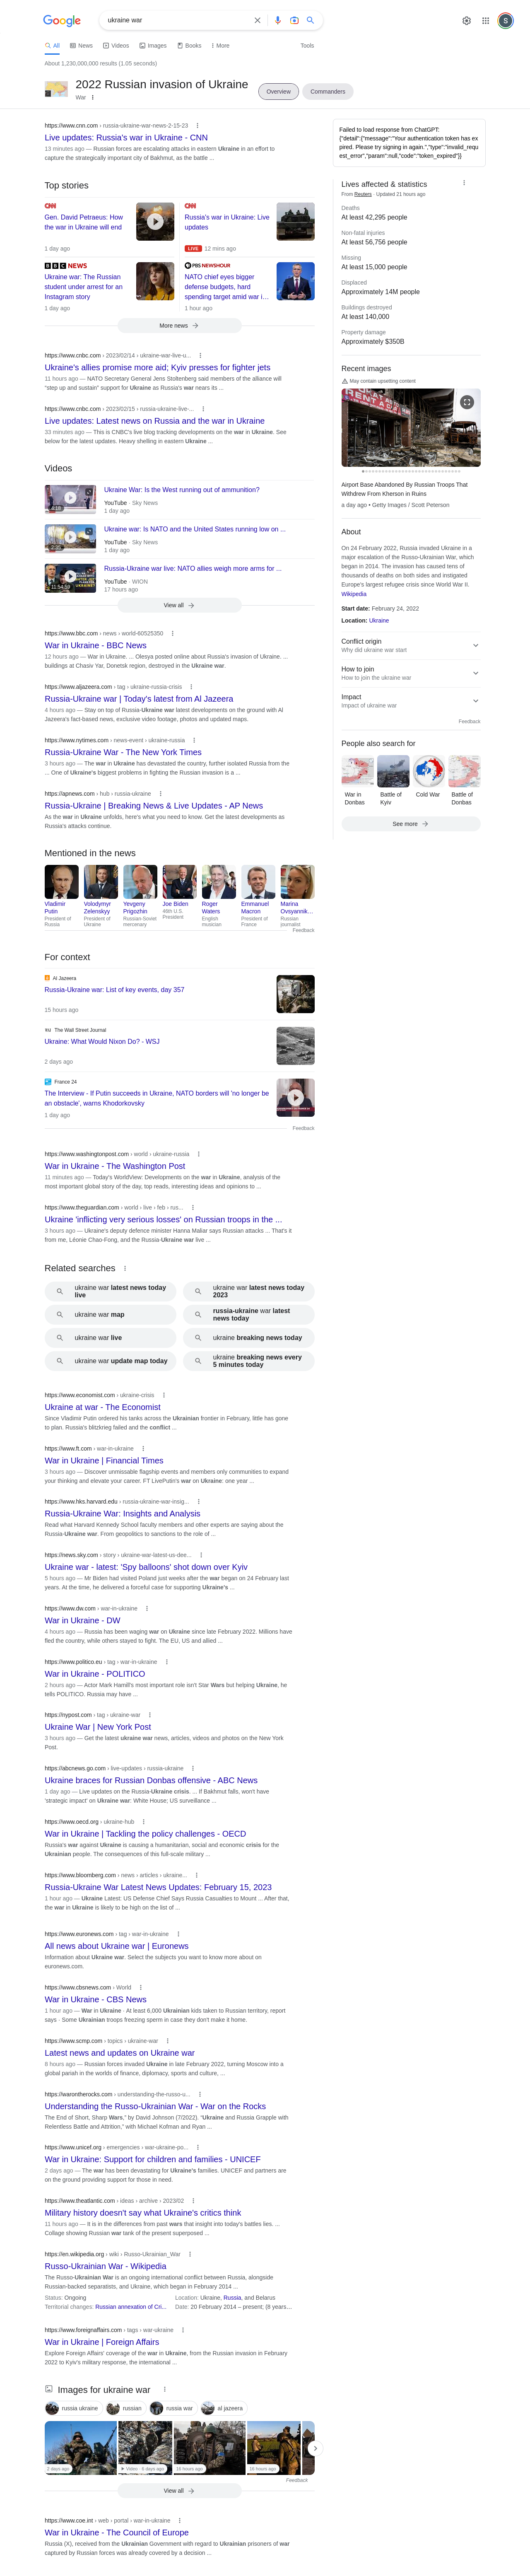 Google
ukraine war
S
All
News
Videos
Images
Books
More
Tools
About 1,230,000,000 results (1.05 seconds)
2022 Russian invasion of Ukraine
War
Overview
Commanders
https://www.cnn.com › russia-ukraine-war-news-2-15-23
Live updates: Russia's war in Ukraine - CNN
13 minutes ago — Russian forces are escalating attacks in eastern Ukraine in an effort to
capture the strategically important city of Bakhmut, as the battle ...
Top stories
CNN
Gen. David Petraeus: How
the war in Ukraine will end
1 day ago
CNN
Russia's war in Ukraine: Live
updates
LIVE 12 mins ago
BBC NEWS
Ukraine war: The Russian
student under arrest for an
Instagram story
1 day ago
PBS NEWSHOUR
NATO chief eyes bigger
defense budgets, hard
spending target amid war i...
1 hour ago
More news
https://www.cnbc.com › 2023/02/14 › ukraine-war-live-u...
Ukraine's allies promise more aid; Kyiv presses for fighter jets
11 hours ago — NATO Secretary General Jens Stoltenberg said members of the alliance will
"step up and sustain" support for Ukraine as Russia's war nears its ...
https://www.cnbc.com › 2023/02/15 › russia-ukraine-live-...
Live updates: Latest news on Russia and the war in Ukraine
33 minutes ago — This is CNBC's live blog tracking developments on the war in Ukraine. See
below for the latest updates. Heavy shelling in eastern Ukraine ...
Videos
Ukraine War: Is the West running out of ammunition?
YouTube · Sky News
1 day ago
Ukraine war: Is NATO and the United States running low on ...
YouTube · Sky News
1 day ago
11:54:59
Russia-Ukraine war live: NATO allies weigh more arms for ...
YouTube · WION
17 hours ago
View all
https://www.bbc.com › news › world-60525350
War in Ukraine - BBC News
12 hours ago — War in Ukraine. ... Olesya posted online about Russia's invasion of Ukraine. ...
buildings at Chasiv Yar, Donetsk region, destroyed in the Ukraine war.
https://www.aljazeera.com › tag › ukraine-russia-crisis
Russia-Ukraine war | Today's latest from Al Jazeera
4 hours ago — Stay on top of Russia-Ukraine war latest developments on the ground with Al
Jazeera's fact-based news, exclusive video footage, photos and updated maps.
https://www.nytimes.com › news-event › ukraine-russia
Russia-Ukraine War - The New York Times
3 hours ago — The war in Ukraine has devastated the country, further isolated Russia from the
... One of Ukraine's biggest problems in fighting the Russian Invasion is a ...
https://apnews.com › hub › russia-ukraine
Russia-Ukraine | Breaking News & Live Updates - AP News
As the war in Ukraine unfolds, here's what you need to know. Get the latest developments as
Russia's attacks continue.
Mentioned in the news
Vladimir
Putin
President of
Russia
Volodymyr
Zelenskyy
President of
Ukraine
Yevgeny
Prigozhin
Russian-Soviet
mercenary
Joe Biden
46th U.S.
President
Roger
Waters
English
musician
Emmanuel
Macron
President of
France
Marina
Ovsyannik...
Russian
journalist
Feedback
For context
Al Jazeera
Russia-Ukraine war: List of key events, day 357
15 hours ago
WSJ The Wall Street Journal
Ukraine: What Would Nixon Do? - WSJ
2 days ago
France 24
The Interview - If Putin succeeds in Ukraine, NATO borders will 'no longer be
an obstacle', warns Khodorkovsky
1 day ago
Feedback
https://www.washingtonpost.com › world › ukraine-russia
War in Ukraine - The Washington Post
11 minutes ago — Today's WorldView: Developments on the war in Ukraine, analysis of the
most important global story of the day, top reads, interesting ideas and opinions to ...
https://www.theguardian.com › world › live › feb › rus...
Ukraine 'inflicting very serious losses' on Russian troops in the ...
3 hours ago — Ukraine's deputy defence minister Hanna Maliar says Russian attacks ... That's it
from me, Léonie Chao-Fong, and the Russia-Ukraine war live ...
Related searches
ukraine war latest news today
live
ukraine war latest news today
2023
ukraine war map
russia-ukraine war latest
news today
ukraine war live
ukraine breaking news today
ukraine war update map today
ukraine breaking news every
5 minutes today
https://www.economist.com › ukraine-crisis
Ukraine at war - The Economist
Since Vladimir Putin ordered his tanks across the Ukrainian frontier in February, little has gone
to plan. Russia's blitzkrieg failed and the conflict ...
https://www.ft.com › war-in-ukraine
War in Ukraine | Financial Times
3 hours ago — Discover unmissable flagship events and members only communities to expand
your thinking and elevate your career. FT LivePutin's war on Ukraine: one year ...
https://www.hks.harvard.edu › russia-ukraine-war-insig...
Russia-Ukraine War: Insights and Analysis
Read what Harvard Kennedy School faculty members and other experts are saying about the
Russia-Ukraine war. From geopolitics to sanctions to the role of ...
https://news.sky.com › story › ukraine-war-latest-us-dee...
Ukraine war - latest: 'Spy balloons' shot down over Kyiv
5 hours ago — Mr Biden had visited Poland just weeks after the war began on 24 February last
years. At the time, he delivered a forceful case for supporting Ukraine's ...
https://www.dw.com › war-in-ukraine
War in Ukraine - DW
4 hours ago — Russia has been waging war on Ukraine since late February 2022. Millions have
fled the country, while others stayed to fight. The EU, US and allied ...
https://www.politico.eu › tag › war-in-ukraine
War in Ukraine - POLITICO
2 hours ago — Actor Mark Hamill's most important role isn't Star Wars but helping Ukraine, he
tells POLITICO. Russia may have ...
https://nypost.com › tag › ukraine-war
Ukraine War | New York Post
3 hours ago — Get the latest ukraine war news, articles, videos and photos on the New York
Post.
https://abcnews.go.com › live-updates › russia-ukraine
Ukraine braces for Russian Donbas offensive - ABC News
1 day ago — Live updates on the Russia-Ukraine crisis. ... If Bakhmut falls, won't have
'strategic impact' on Ukraine war: White House; US surveillance ...
https://www.oecd.org › ukraine-hub
War in Ukraine | Tackling the policy challenges - OECD
Russia's war against Ukraine is causing a humanitarian, social and economic crisis for the
Ukrainian people. The consequences of this full-scale military ...
https://www.bloomberg.com › news › articles › ukraine...
Russia-Ukraine War Latest News Updates: February 15, 2023
1 hour ago — Ukraine Latest: US Defense Chief Says Russia Casualties to Mount ... After that,
the war in Ukraine is likely to be high on the list of ...
https://www.euronews.com › tag › war-in-ukraine
All news about Ukraine war | Euronews
Information about Ukraine war. Select the subjects you want to know more about on
euronews.com.
https://www.cbsnews.com › World
War in Ukraine - CBS News
1 hour ago — War in Ukraine · At least 6,000 Ukrainian kids taken to Russian territory, report
says · Some Ukrainian troops freezing sperm in case they don't make it home.
https://www.scmp.com › topics › ukraine-war
Latest news and updates on Ukraine war
8 hours ago — Russian forces invaded Ukraine in late February 2022, turning Moscow into a
global pariah in the worlds of finance, diplomacy, sports and culture, ...
https://warontherocks.com › understanding-the-russo-u...
Understanding the Russo-Ukrainian War - War on the Rocks
The End of Short, Sharp Wars," by David Johnson (7/2022). "Ukraine and Russia Grapple with
Relentless Battle and Attrition," with Michael Kofman and Ryan ...
https://www.unicef.org › emergencies › war-ukraine-po...
War in Ukraine: Support for children and families - UNICEF
2 days ago — The war has been devastating for Ukraine's children. UNICEF and partners are
on the ground providing support for those in need.
https://www.theatlantic.com › ideas › archive › 2023/02
Military history doesn't say what Ukraine's critics think
11 hours ago — It is in the differences from past wars that insight into today's battles lies. ...
Collage showing Russian war tank of the present superposed ...
https://en.wikipedia.org › wiki › Russo-Ukrainian_War
Russo-Ukrainian War - Wikipedia
The Russo-Ukrainian War is an ongoing international conflict between Russia, alongside
Russian-backed separatists, and Ukraine, which began in February 2014 ...
Status: Ongoing
Location: Ukraine, Russia, and Belarus
Territorial changes: Russian annexation of Cri...
Date: 20 February 2014 – present; (8 years...
https://www.foreignaffairs.com › tags › war-ukraine
War in Ukraine | Foreign Affairs
Explore Foreign Affairs' coverage of the war in Ukraine, from the Russian invasion in February
2022 to Kyiv's military response, the international ...
Images for ukraine war
russia ukraine
russian
russia war
al jazeera
2 days ago
Video · 6 days ago
16 hours ago
16 hours ago
Feedback
View all
https://www.coe.int › web › portal › war-in-ukraine
War in Ukraine - The Council of Europe
Russia (X), received from the Ukrainian Government with regard to Ukrainian prisoners of war
captured by Russian forces was already covered by a decision ...
Failed to load response from ChatGPT:
{"detail":{"message":"Your authentication token has ex
pired. Please try signing in again.","type":"invalid_requ
est_error","param":null,"code":"token_expired"}}
Lives affected & statistics
From Reuters · Updated 21 hours ago
Deaths
At least 42,295 people
Non-fatal injuries
At least 56,756 people
Missing
At least 15,000 people
Displaced
Approximately 14M people
Buildings destroyed
At least 140,000
Property damage
Approximately $350B
Recent images
May contain upsetting content
Airport Base Abandoned By Russian Troops That
Withdrew From Kherson in Ruins
a day ago • Getty Images / Scott Peterson
About
On 24 February 2022, Russia invaded Ukraine in a
major escalation of the Russo-Ukrainian War, which
began in 2014. The invasion has caused tens of
thousands of deaths on both sides and instigated
Europe's largest refugee crisis since World War II.
Wikipedia
Start date: February 24, 2022
Location: Ukraine
Conflict origin
Why did ukraine war start
How to join
How to join the ukraine war
Impact
Impact of ukraine war
Feedback
People also search for
War in
Donbas
Battle of
Kyiv
Cold War
Battle of
Donbas
See more